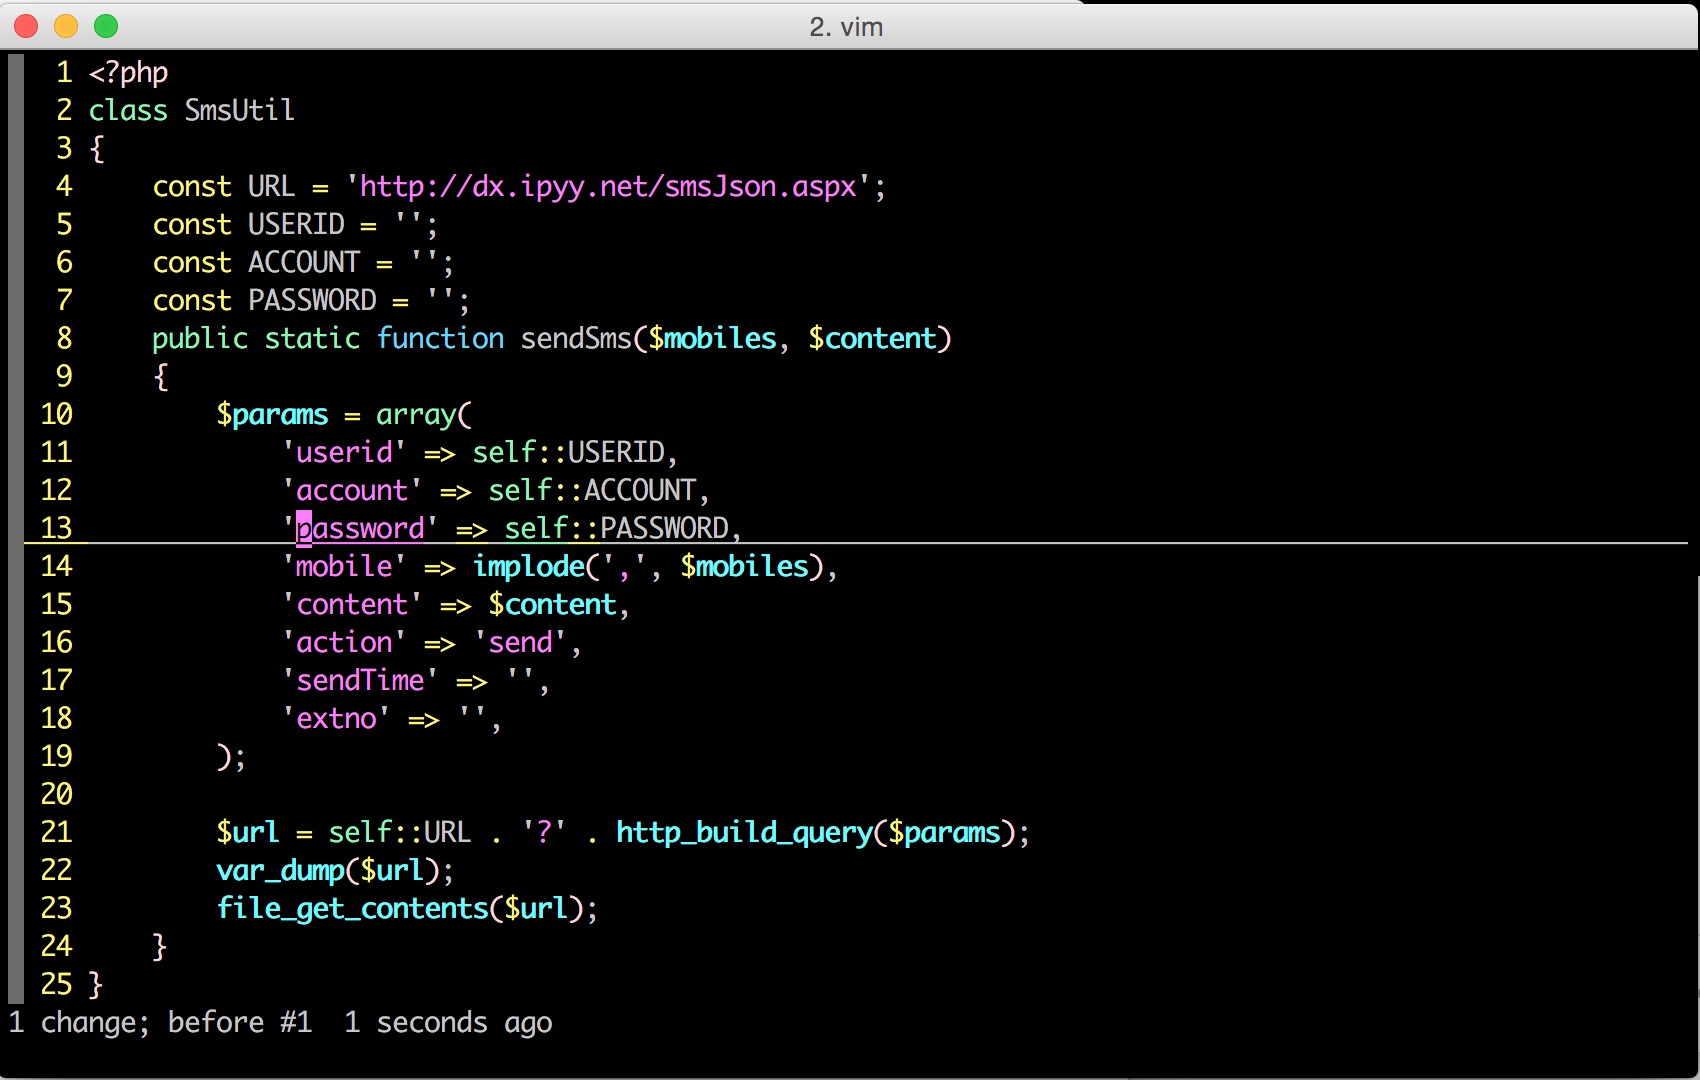 2. vim
1 <?php
2 class SmsUtil
3 {
4     const URL = 'http://dx.ipyy.net/smsJson.aspx';
5     const USERID = '';
6     const ACCOUNT = '';
7     const PASSWORD = '';
8     public static function sendSms($mobiles, $content)
9     {
10         $params = array(
11             'userid' => self::USERID,
12             'account' => self::ACCOUNT,
13             'password' => self::PASSWORD,
14             'mobile' => implode(',', $mobiles),
15             'content' => $content,
16             'action' => 'send',
17             'sendTime' => '',
18             'extno' => '',
19         );
20
21         $url = self::URL . '?' . http_build_query($params);
22         var_dump($url);
23         file_get_contents($url);
24     }
25 }
1 change; before #1  1 seconds ago